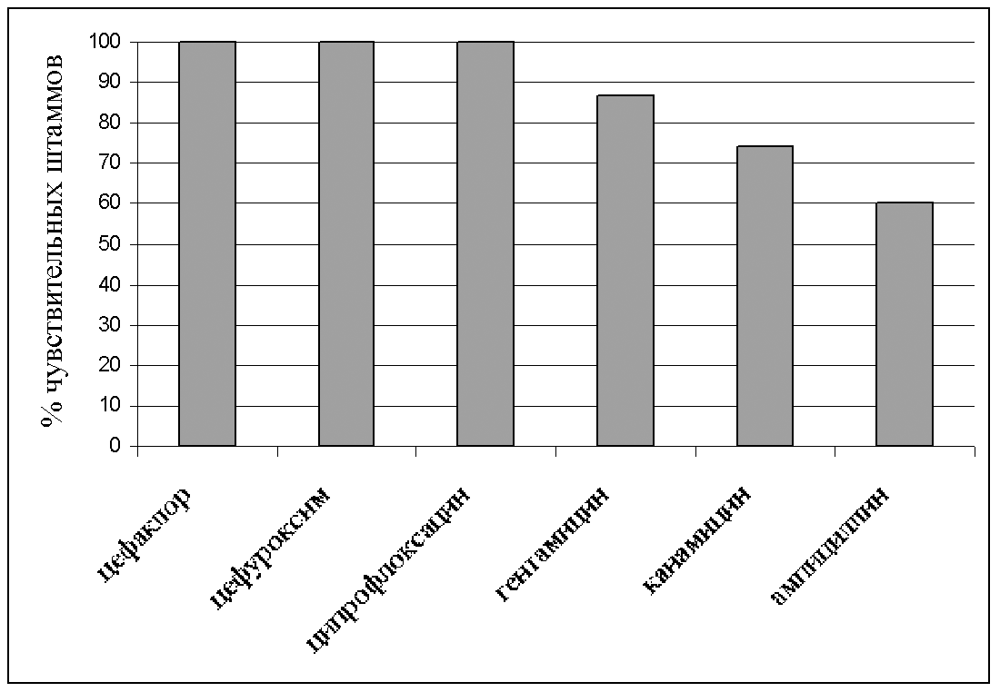 % чувствительных штаммов
100
90
80
70
60
50
40
30
20
10
0
цефаклор
цефуроксим
ципрофлоксацин
гентамицин
канамицин
ампициллин